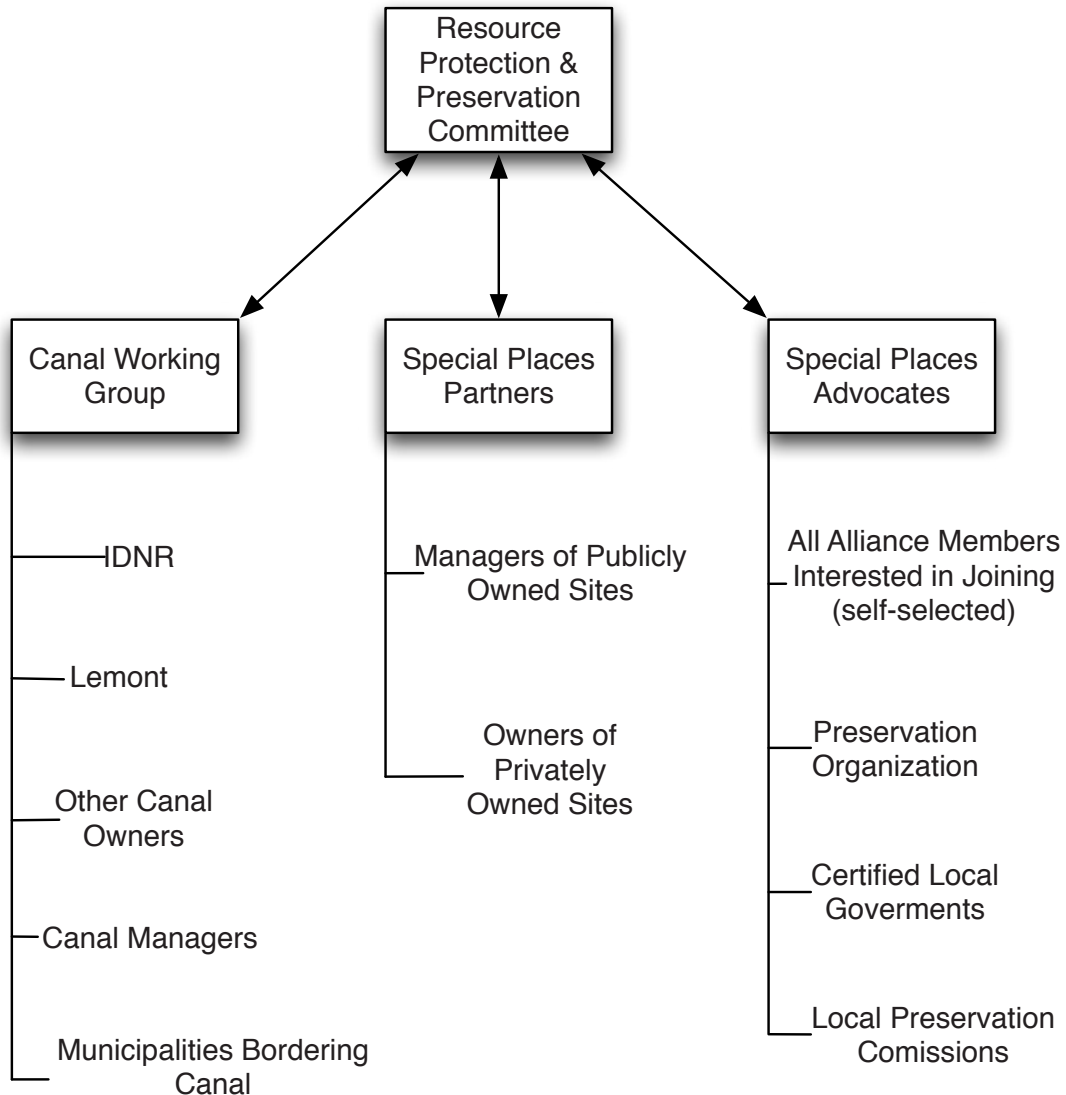 Resource
Protection &
Preservation
Committee
Canal Working
Group
IDNR
Lemont
Other Canal
Owners
Canal Managers
Municipalities Bordering
Canal
Special Places
Partners
Managers of Publicly
Owned Sites
Owners of
Privately
Owned Sites
Special Places
Advocates
All Alliance Members
Interested in Joining
(self-selected)
Preservation
Organization
Certified Local
Goverments
Local Preservation
Comissions